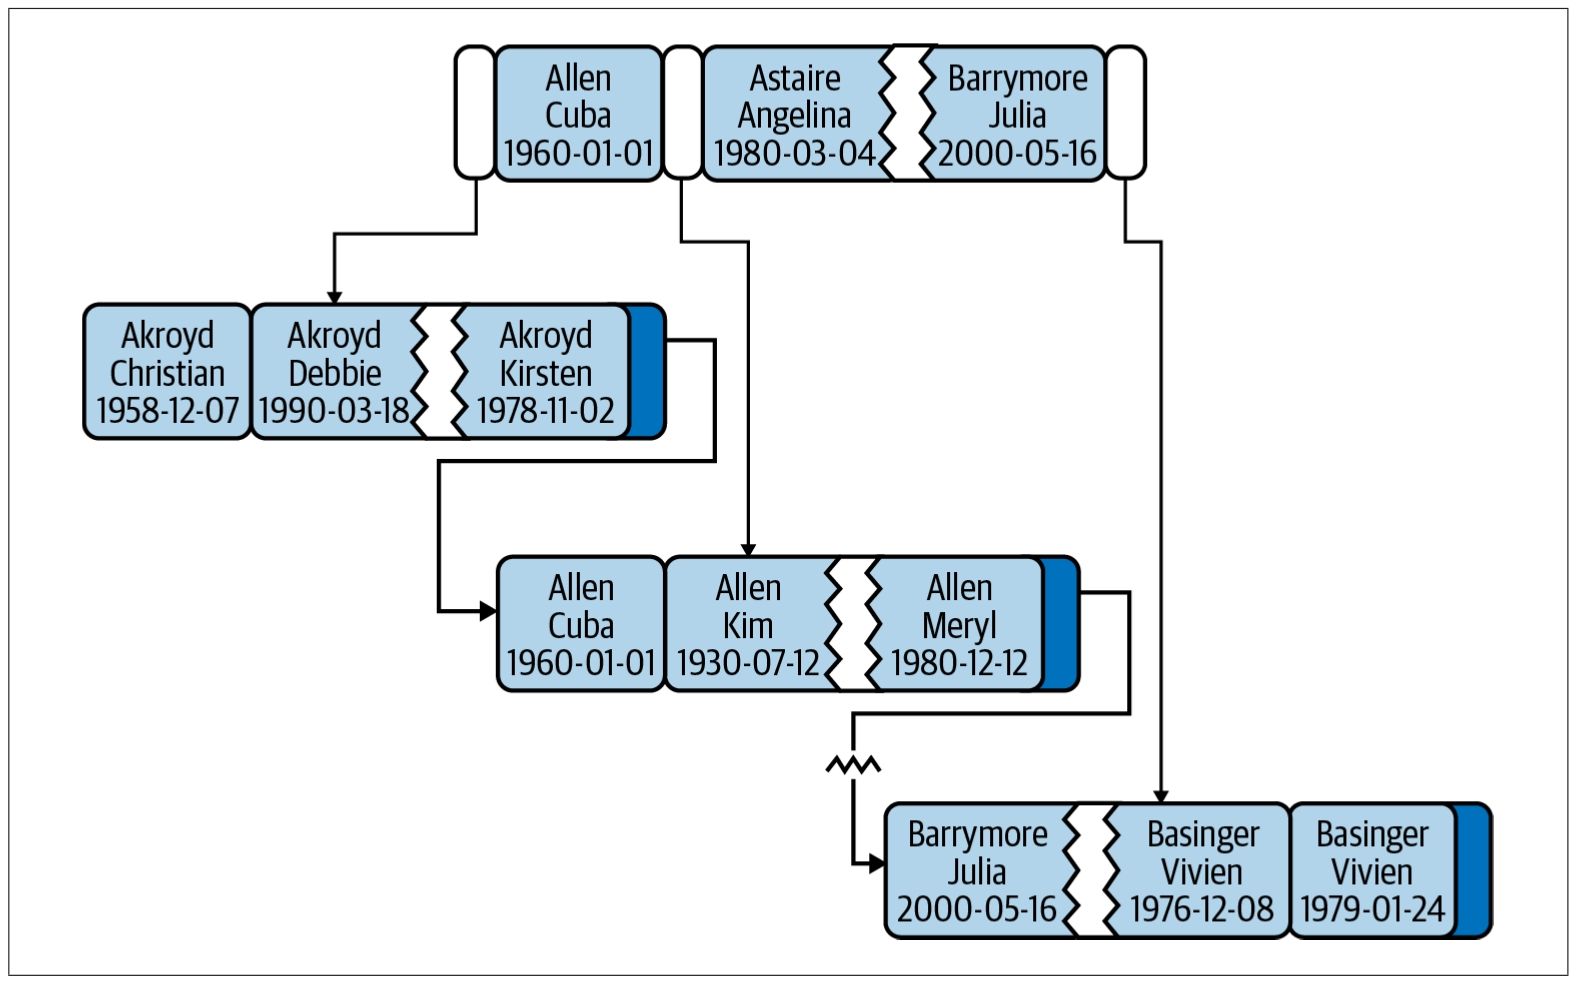 Allen
Cuba
1960-01-01
Astaire
Angelina
1980-03-04
Barrymore
Julia
2000-05-16
Akroyd
Christian
1958-12-07
Akroyd
Debbie
1990-03-18
Akroyd
Kirsten
1978-11-02
Allen
Cuba
1960-01-01
Allen
Kim
1930-07-12
Allen
Meryl
1980-12-12
Barrymore
Julia
2000-05-16
Basinger
Vivien
1976-12-08
Basinger
Vivien
1979-01-24